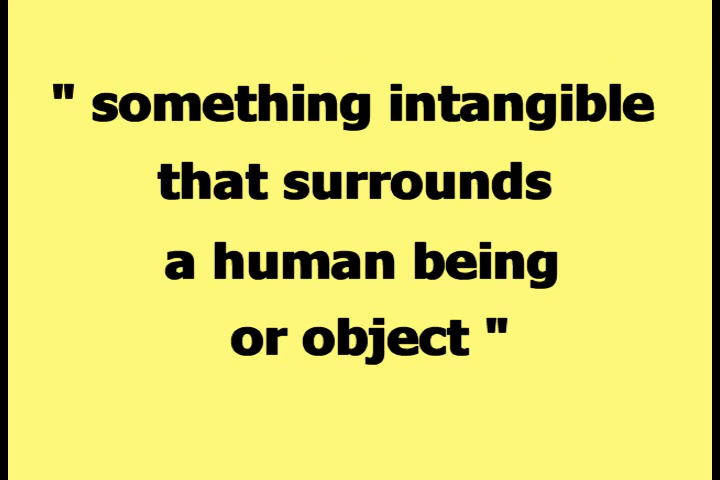 " something intangible
that surrounds
a human being
or object "